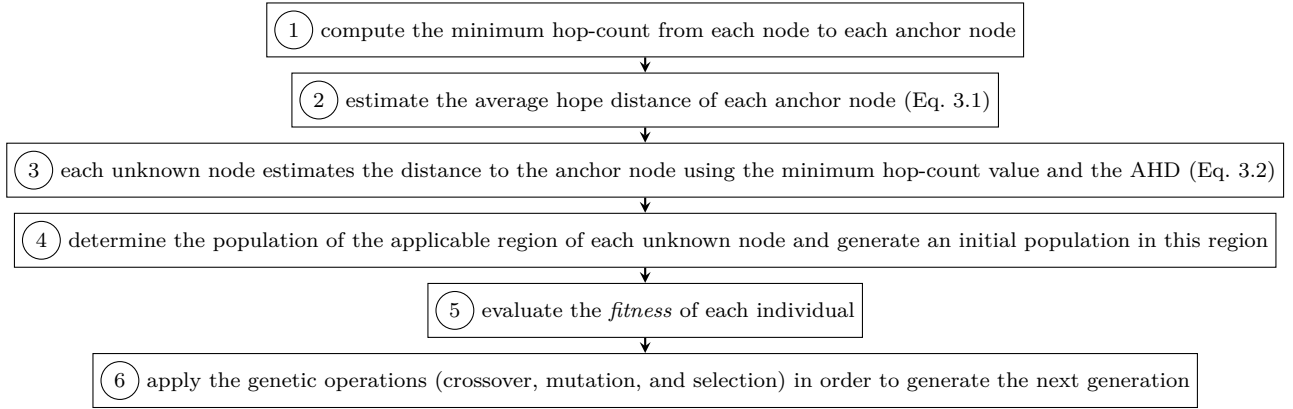 1 compute the minimum hop-count from each node to each anchor node
2 estimate the average hope distance of each anchor node (Eq. 3.1)
3 each unknown node estimates the distance to the anchor node using the minimum hop-count value and the AHD (Eq. 3.2)
4 determine the population of the applicable region of each unknown node and generate an initial population in this region
5 evaluate the fitness of each individual
6 apply the genetic operations (crossover, mutation, and selection) in order to generate the next generation